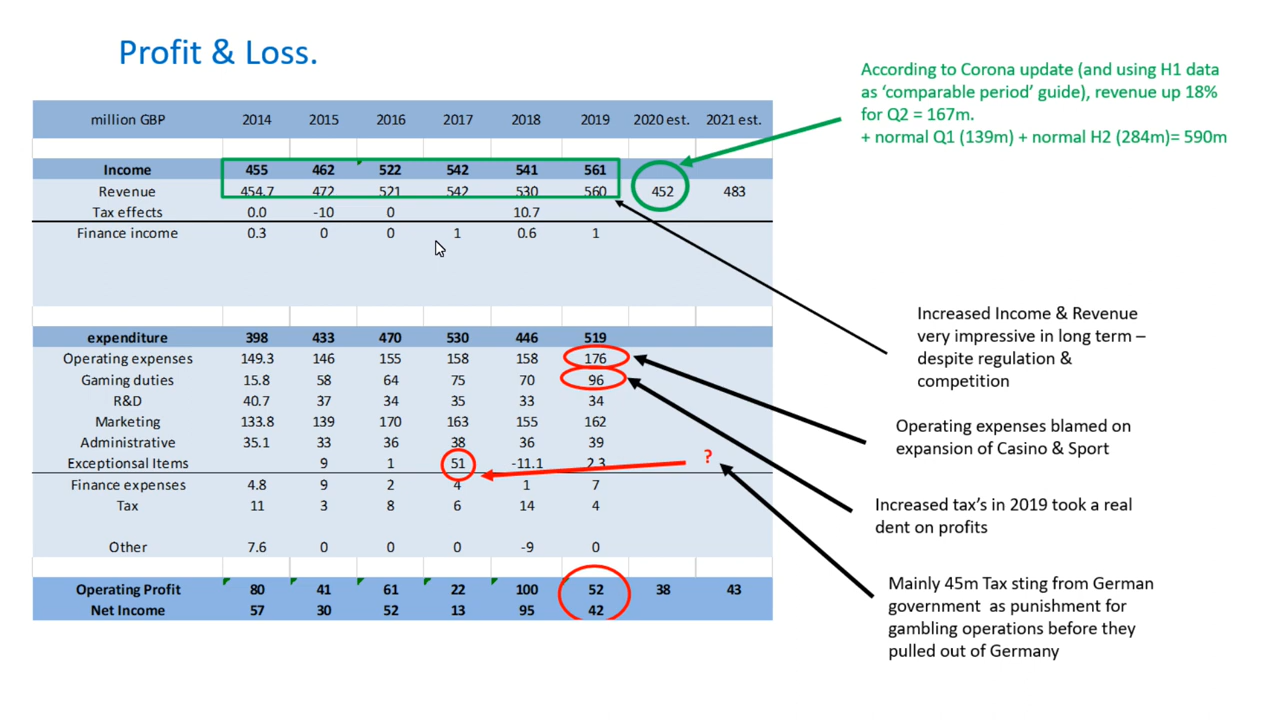 Profit & Loss.
According to Corona update (and using H1 data
as ‘comparable period’ guide), revenue up 18%
for Q2 = 167m.
+ normal Q1 (139m) + normal H2 (284m)= 590m
million GBP 2014 2015 2016 2017 2018 2019 2020 est. 2021 est.
Income 455 462 522 542 541 561
Revenue 454.7 472 521 542 530 560 452 483
Tax effects 0.0 -10 0 10.7
Finance income 0.3 0 0 1 0.6 1
expenditure 398 433 470 530 446 519
Operating expenses 149.3 146 155 158 158 176
Gaming duties 15.8 58 64 75 70 96
R&D 40.7 37 34 35 33 34
Marketing 133.8 139 170 163 155 162
Administrative 35.1 33 36 38 36 39
Exceptionsal Items 9 1 51 -11.1 2.3
Finance expenses 4.8 9 2 4 1 7
Tax 11 3 8 6 14 4
Other 7.6 0 0 0 -9 0
Operating Profit 80 41 61 22 100 52 38 43
Net Income 57 30 52 13 95 42
Increased Income & Revenue
very impressive in long term –
despite regulation &
competition
Operating expenses blamed on
expansion of Casino & Sport
?
Increased tax’s in 2019 took a real
dent on profits
Mainly 45m Tax sting from German
government as punishment for
gambling operations before they
pulled out of Germany